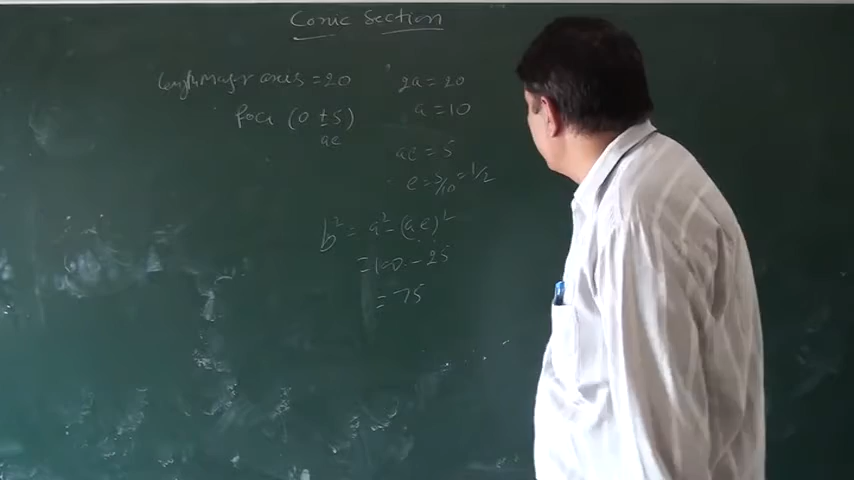 Conic Section
Length Major axis = 20
2a = 20
foci (0 ± 5)
a = 10
ae
ae = 5
e = 5/10 = 1/2
b² = a² - (ae)²
= 100 - 25
= 75